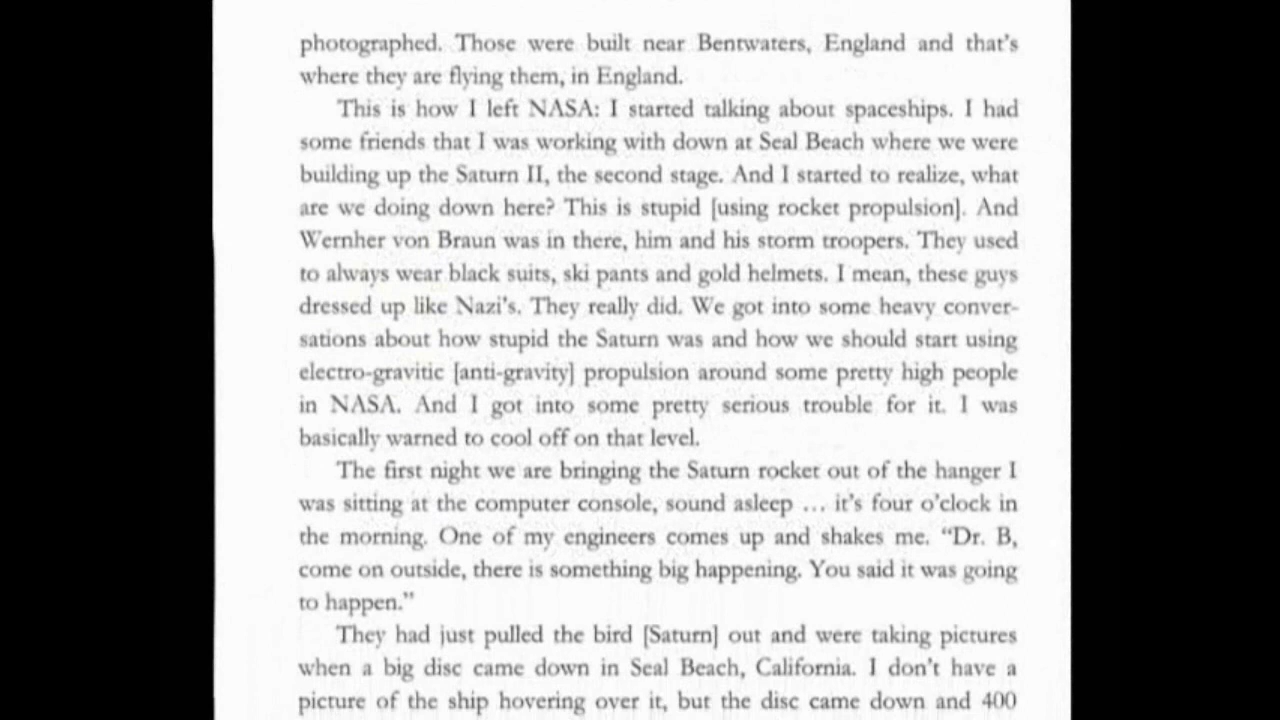 photographed. Those were built near Bentwaters, England and that's
where they are flying them, in England.
This is how I left NASA: I started talking about spaceships. I had
some friends that I was working with down at Seal Beach where we were
building up the Saturn II, the second stage. And I started to realize, what
are we doing down here? This is stupid [using rocket propulsion]. And
Wernher von Braun was in there, him and his storm troopers. They used
to always wear black suits, ski pants and gold helmets. I mean, these guys
dressed up like Nazi's. They really did. We got into some heavy conver-
sations about how stupid the Saturn was and how we should start using
electro-gravitic [anti-gravity] propulsion around some pretty high people
in NASA. And I got into some pretty serious trouble for it. I was
basically warned to cool off on that level.
The first night we are bringing the Saturn rocket out of the hanger I
was sitting at the computer console, sound asleep ... it's four o'clock in
the morning. One of my engineers comes up and shakes me. “Dr. B,
come on outside, there is something big happening. You said it was going
to happen.”
They had just pulled the bird [Saturn] out and were taking pictures
when a big disc came down in Seal Beach, California. I don't have a
picture of the ship hovering over it, but the disc came down and 400